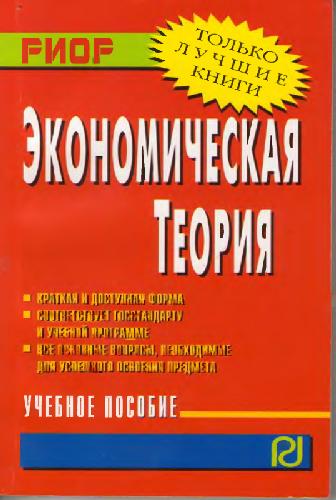 РИОР
ТОЛЬКО
ЛУЧШИЕ
КНИГИ
ЭКОНОМИЧЕСКАЯ
ТЕОРИЯ
КРАТКАЯ И ДОСТУПНАЯ ФОРМА
СООТВЕТСТВУЕТ ГОССТАНДАРТУ
И УЧЕБНОЙ ПРОГРАММЕ
ВСЕ ОСНОВНЫЕ ВОПРОСЫ, НЕОБХОДИМЫЕ
ДЛЯ УСПЕШНОГО ОСВОЕНИЯ ПРЕДМЕТА
УЧЕБНОЕ ПОСОБИЕ